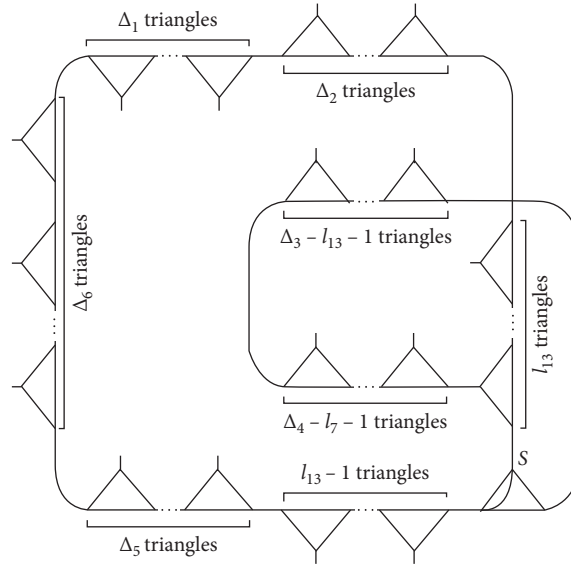 Δ₁ triangles
Δ₂ triangles
Δ₃ – l₁₃ – 1 triangles
Δ₆ triangles
l₁₃ triangles
Δ₄ – l₇ – 1 triangles
l₁₃ – 1 triangles
S
Δ₅ triangles